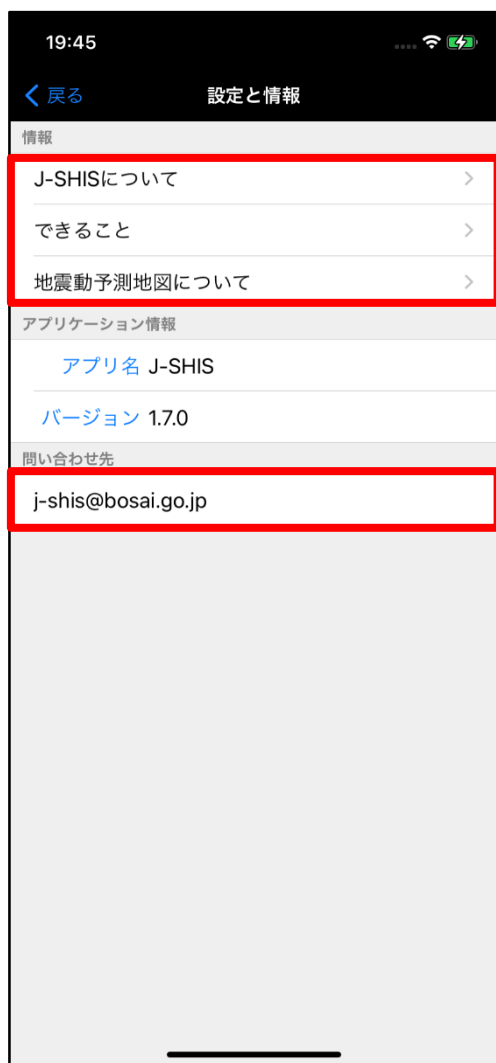 19:45
戻る 設定と情報
情報
J-SHISについて
できること
地震動予測地図について
アプリケーション情報
アプリ名 J-SHIS
バージョン 1.7.0
問い合わせ先
j-shis@bosai.go.jp